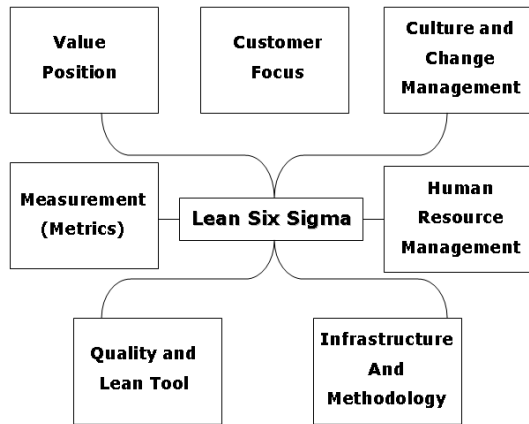 Value
Position
Customer
Focus
Culture and
Change
Management
Measurement
(Metrics)
Lean Six Sigma
Human
Resource
Management
Quality and
Lean Tool
Infrastructure
And
Methodology